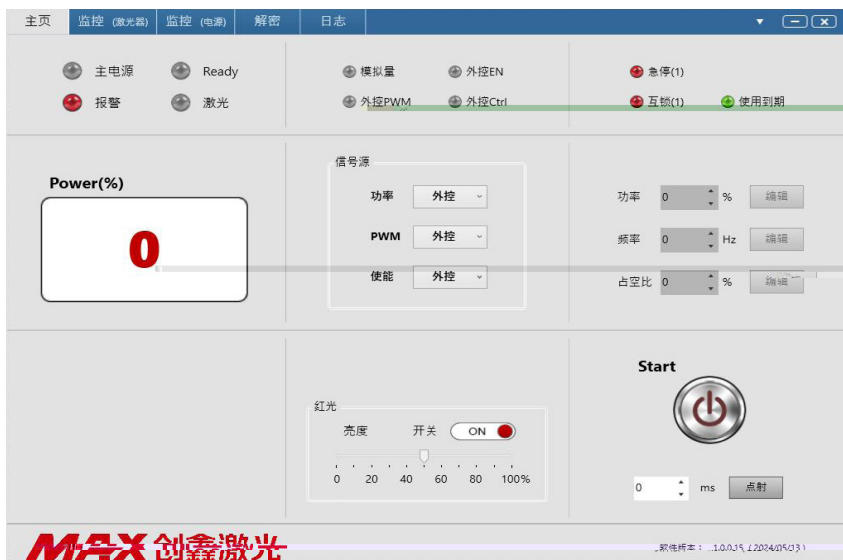 主页 监控 (激光器) 监控 (电源) 解密 日志
主电源 Ready 模拟量 外控EN 急停(1)
报警 激光 外控PWM 外控Ctrl 互锁(1) 使用到期
信号源
Power(%)
功率 外控 功率 0 % 编辑
0
PWM 外控 频率 0 Hz 编辑
使能 外控 占空比 0 % 编辑
Start
红光
亮度 开关 ON
0 20 40 60 80 100%
0 ms 点射
MAX 创鑫激光 软件版本：